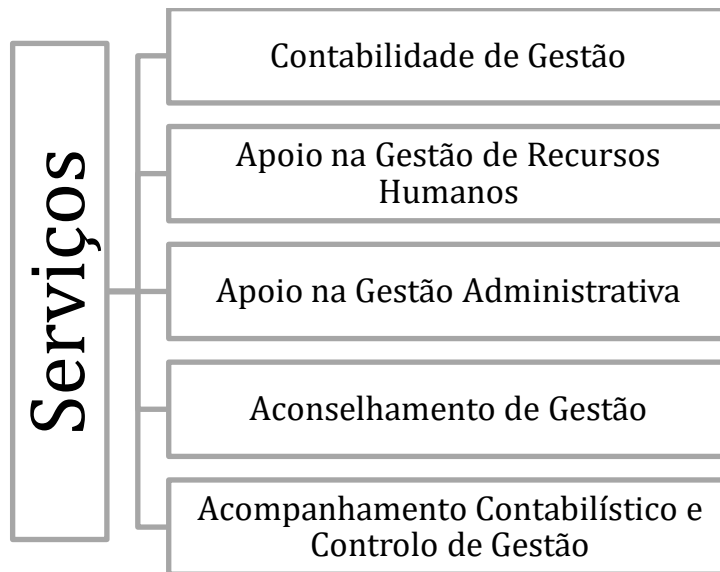 Serviços
Contabilidade de Gestão
Apoio na Gestão de Recursos
Humanos
Apoio na Gestão Administrativa
Aconselhamento de Gestão
Acompanhamento Contabilístico e
Controlo de Gestão